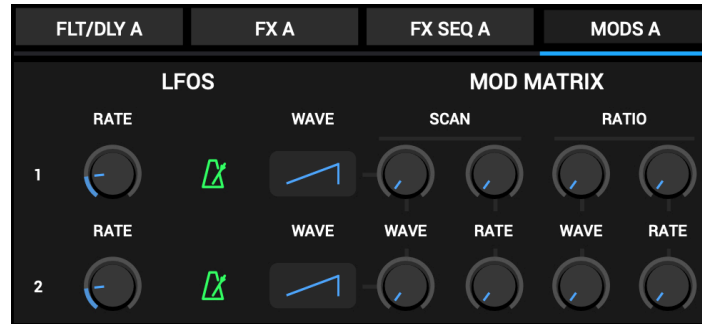 FLT/DLY A FX A FX SEQ A MODS A
LFOS MOD MATRIX
RATE WAVE SCAN RATIO
1
RATE WAVE WAVE RATE WAVE RATE
2